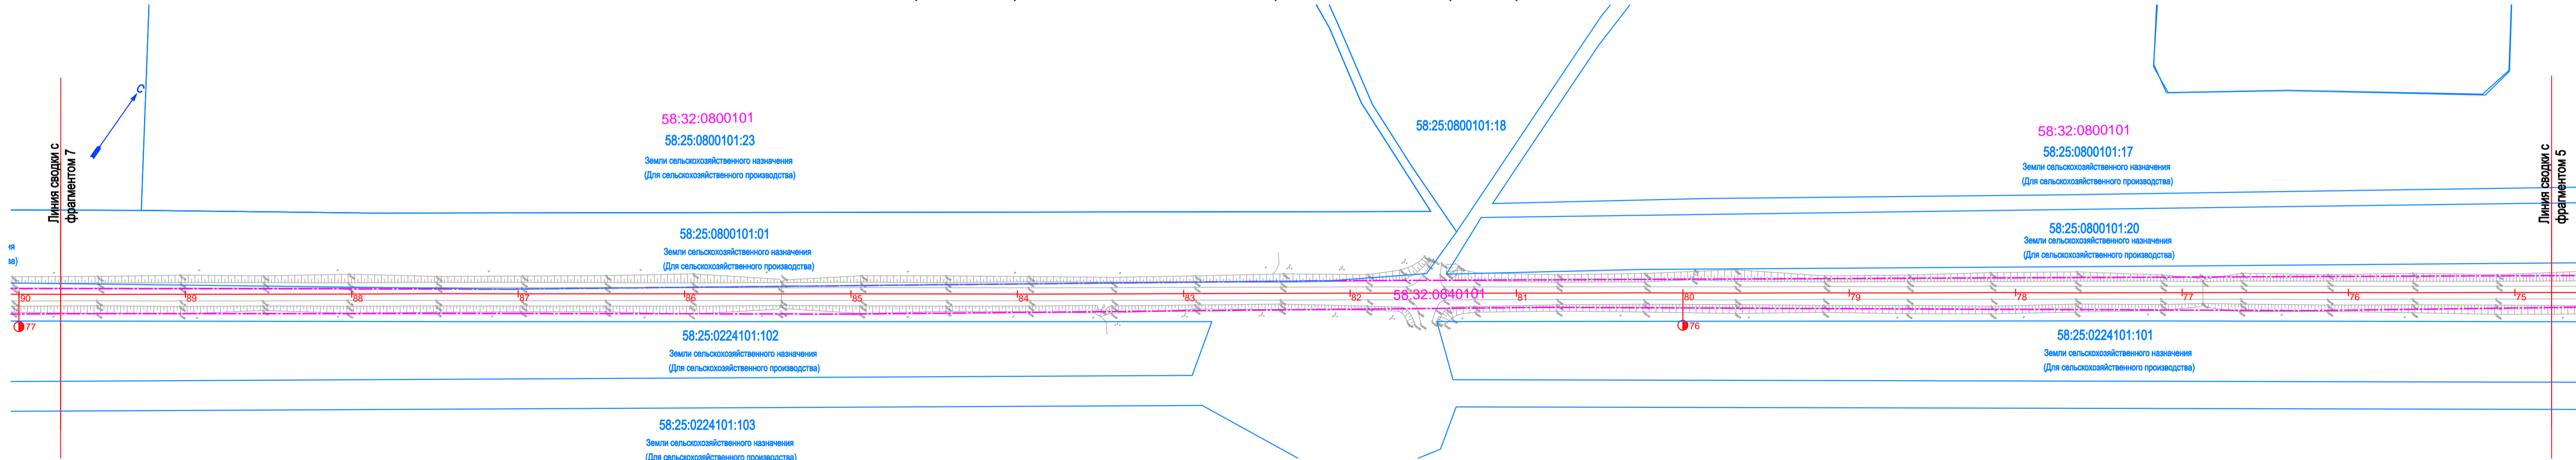 С
Линия сводки с
фрагментом 7
58:32:0800101
58:25:0800101:23
Земли сельскохозяйственного назначения
(Для сельскохозяйственного производства)
58:25:0800101:18
58:32:0800101
58:25:0800101:17
Земли сельскохозяйственного назначения
(Для сельскохозяйственного производства)
Линия сводки с
фрагментом 5
58:25:0800101:01
Земли сельскохозяйственного назначения
(Для сельскохозяйственного производства)
58:25:0800101:20
Земли сельскохозяйственного назначения
(Для сельскохозяйственного производства)
ия
ва)
58:32:0840101
90
89
88
87
86
85
84
83
82
81
80
79
78
77
76
75
77
76
58:25:0224101:102
Земли сельскохозяйственного назначения
(Для сельскохозяйственного производства)
58:25:0224101:101
Земли сельскохозяйственного назначения
(Для сельскохозяйственного производства)
58:25:0224101:103
Земли сельскохозяйственного назначения
(Для сельскохозяйственного производства)